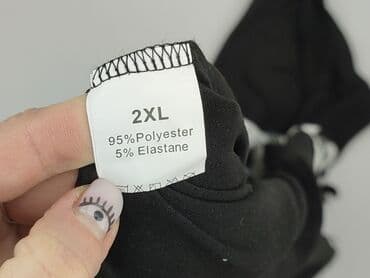 2XL
95%Polyester
5% Elastane